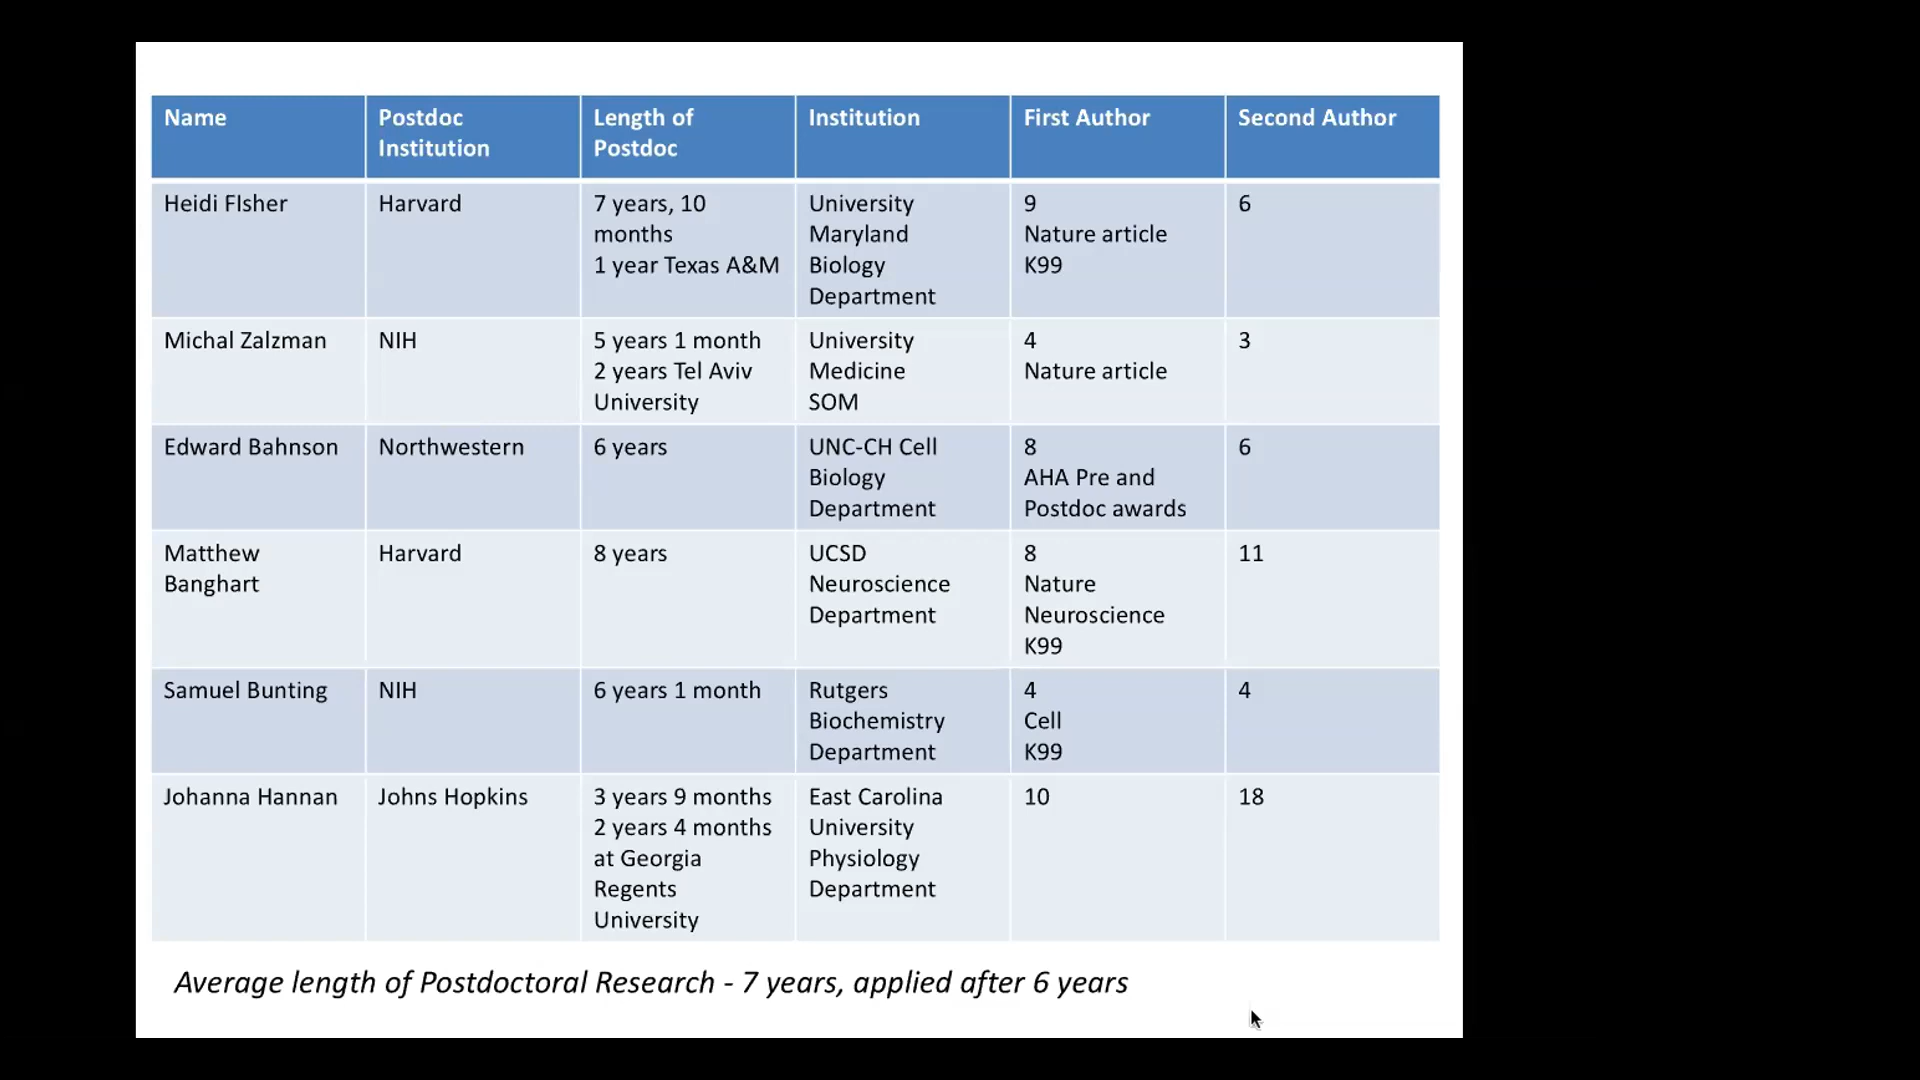 Name
Postdoc
Institution
Length of
Postdoc
Institution
First Author
Second Author
Heidi FIsher
Harvard
7 years, 10
months
1 year Texas A&M
University
Maryland
Biology
Department
9
Nature article
K99
6
Michal Zalzman
NIH
5 years 1 month
2 years Tel Aviv
University
University
Medicine
SOM
4
Nature article
3
Edward Bahnson
Northwestern
6 years
UNC-CH Cell
Biology
Department
8
AHA Pre and
Postdoc awards
6
Matthew
Banghart
Harvard
8 years
UCSD
Neuroscience
Department
8
Nature
Neuroscience
K99
11
Samuel Bunting
NIH
6 years 1 month
Rutgers
Biochemistry
Department
4
Cell
K99
4
Johanna Hannan
Johns Hopkins
3 years 9 months
2 years 4 months
at Georgia
Regents
University
East Carolina
University
Physiology
Department
10
18
Average length of Postdoctoral Research - 7 years, applied after 6 years